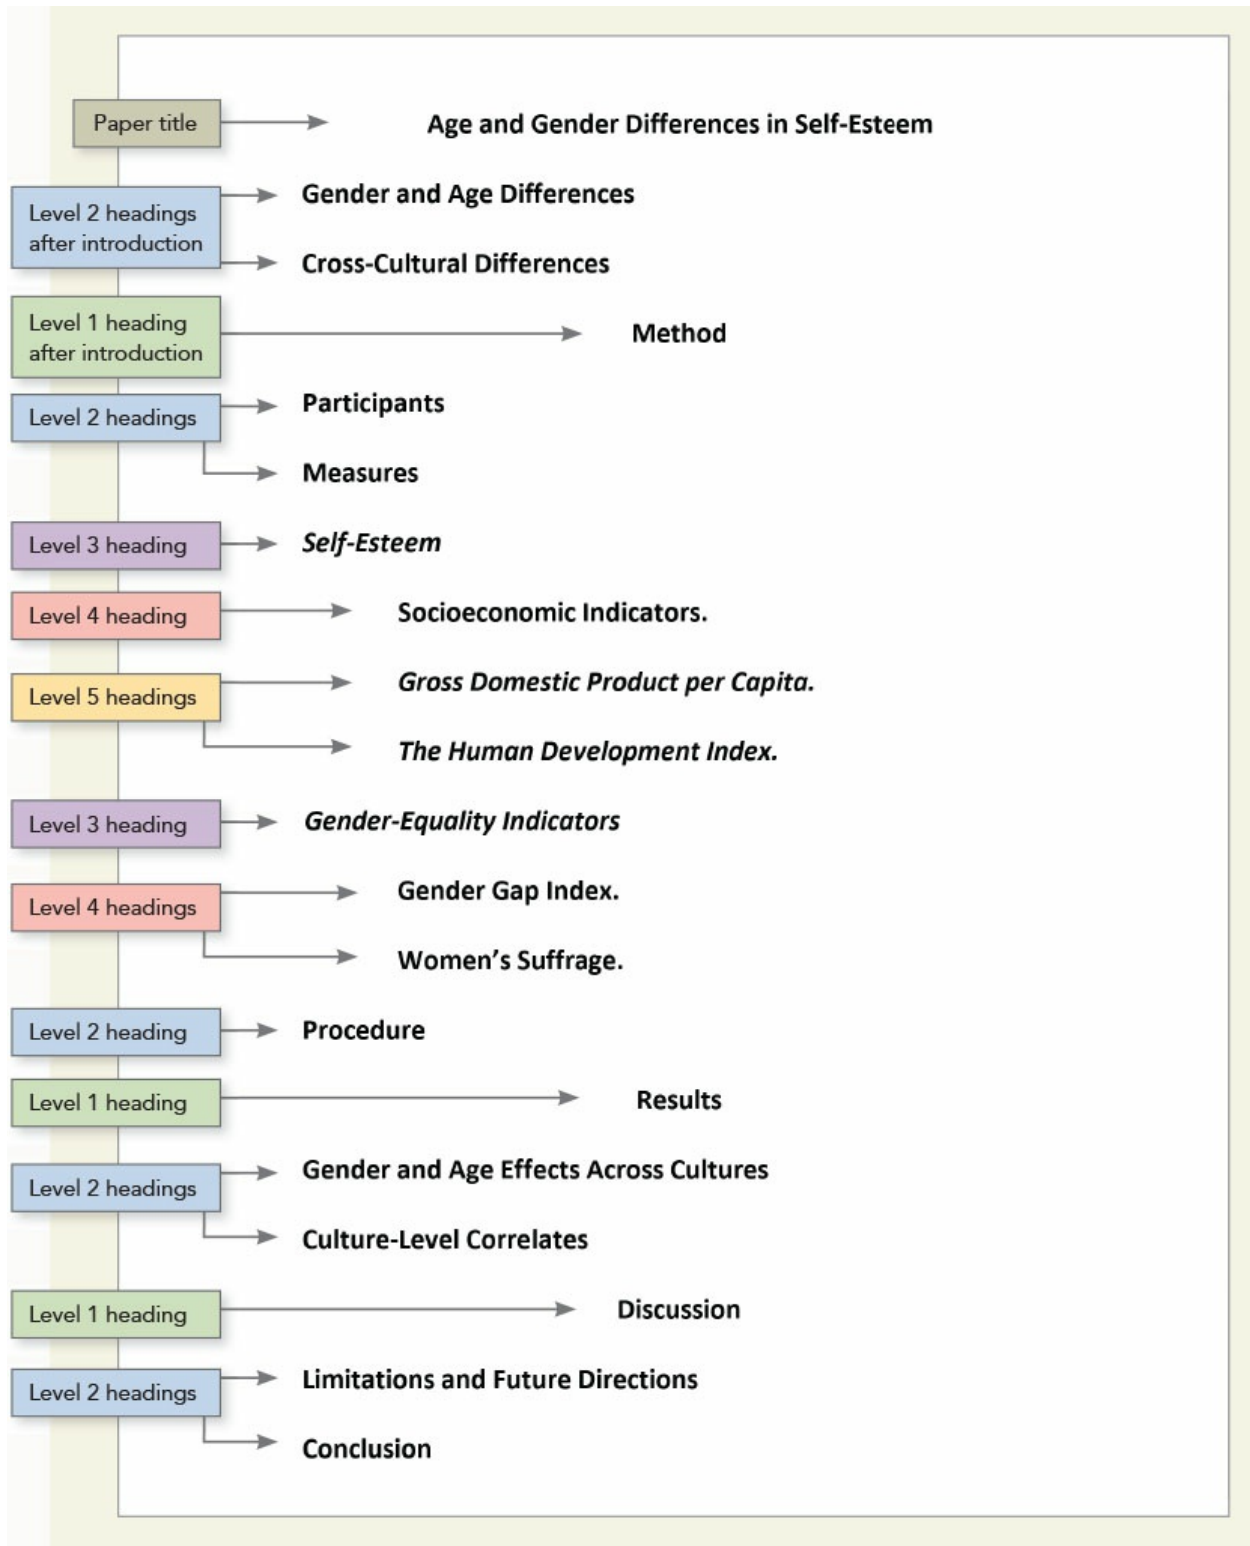 Paper title
Age and Gender Differences in Self-Esteem
Level 2 headings
after introduction
Gender and Age Differences
Cross-Cultural Differences
Level 1 heading
after introduction
Method
Level 2 headings
Participants
Measures
Level 3 heading
Self-Esteem
Level 4 heading
Socioeconomic Indicators.
Level 5 headings
Gross Domestic Product per Capita.
The Human Development Index.
Level 3 heading
Gender-Equality Indicators
Level 4 headings
Gender Gap Index.
Women’s Suffrage.
Level 2 heading
Procedure
Level 1 heading
Results
Level 2 headings
Gender and Age Effects Across Cultures
Culture-Level Correlates
Level 1 heading
Discussion
Level 2 headings
Limitations and Future Directions
Conclusion